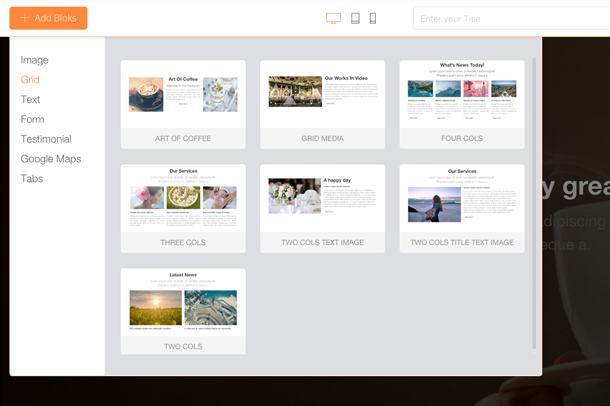 Add Bloks
Enter your Title
Image
Grid
Text
Form
Testimonial
Google Maps
Tabs
Art Of Coffee
ART OF COFFEE
Our Works In Video
GRID MEDIA
What's News Today!
FOUR COLS
Our Services
THREE COLS
A happy day
TWO COLS TEXT IMAGE
Our Services
TWO COLS TITLE TEXT IMAGE
Latest News
TWO COLS
y grea
adipiscing
eque a.